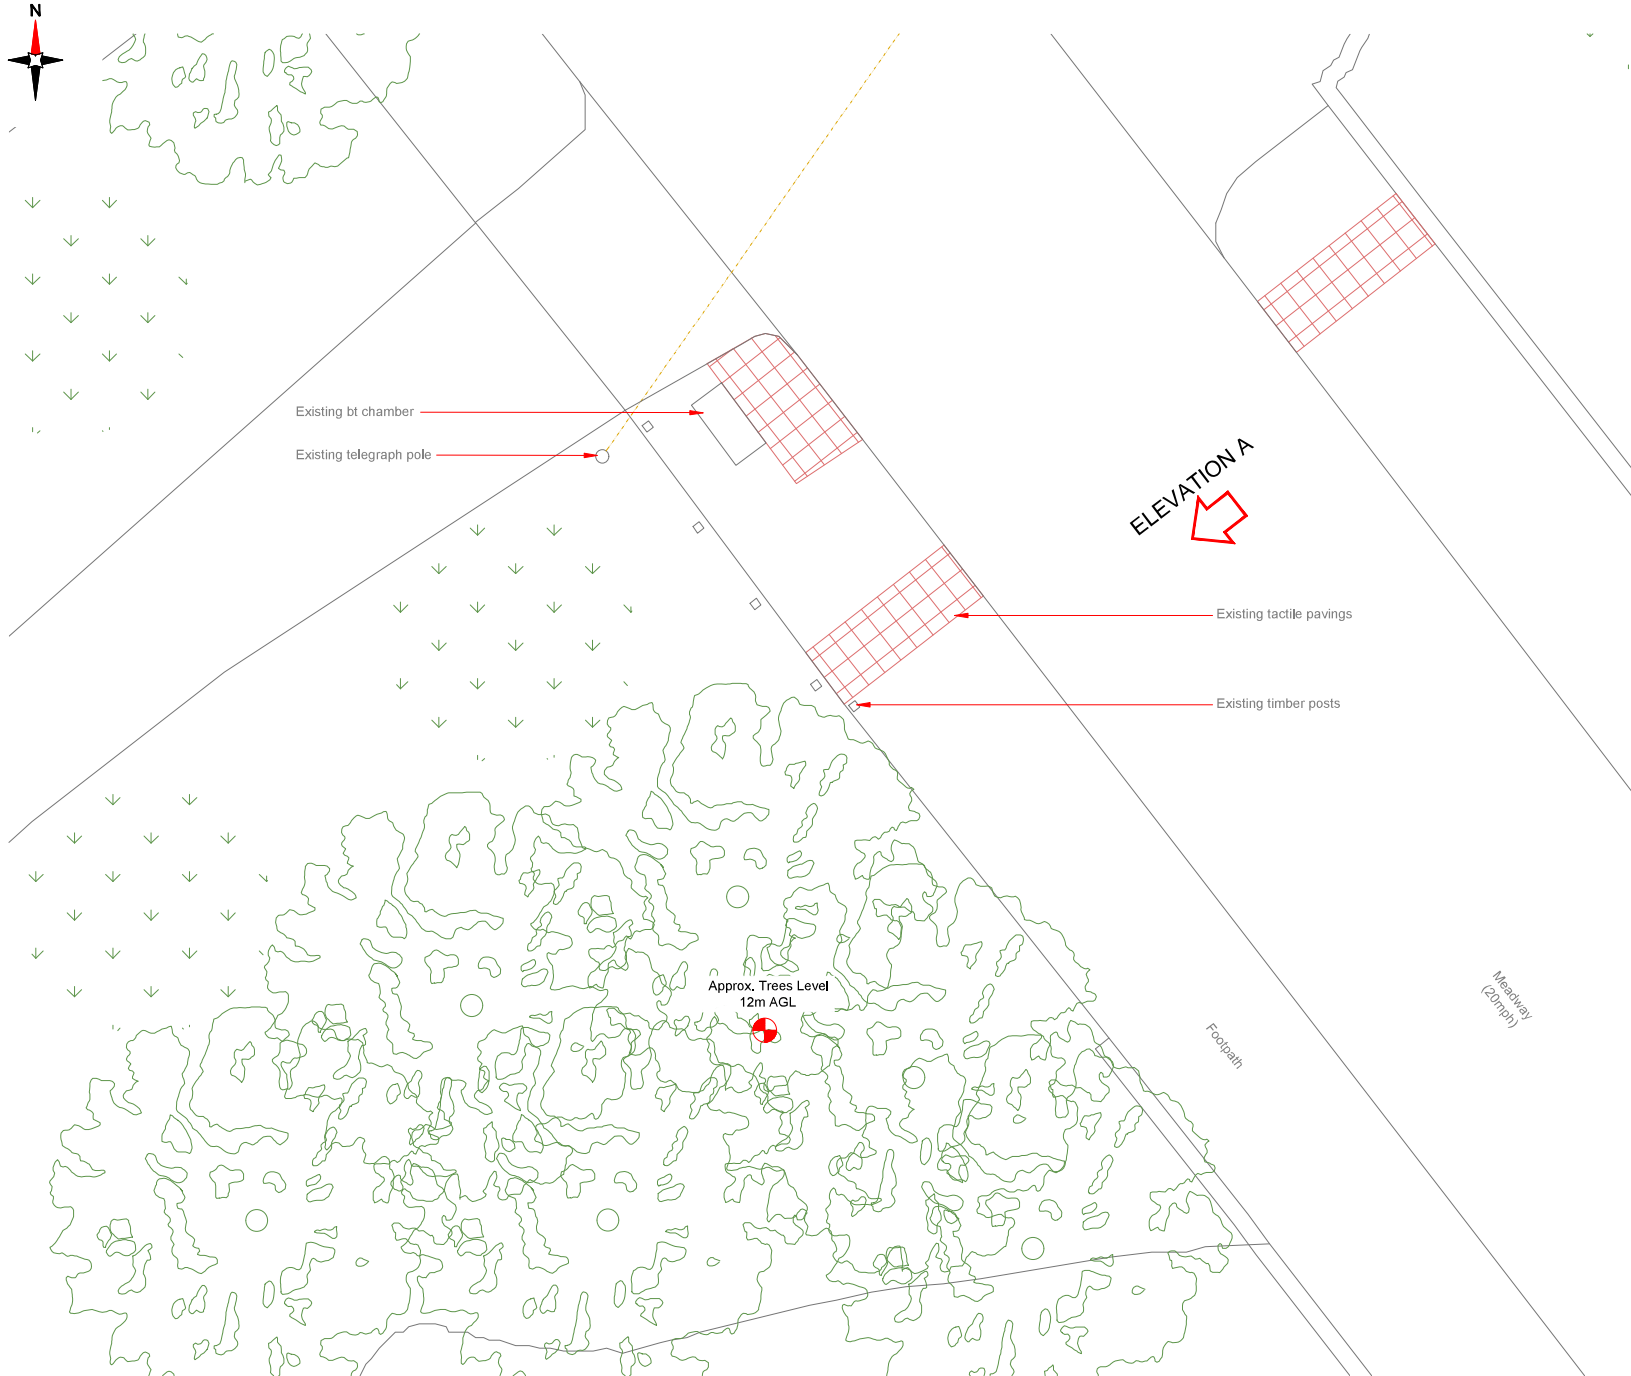 N
Existing bt chamber
Existing telegraph pole
ELEVATION A
Existing tactile pavings
Existing timber posts
Approx. Trees Level
12m AGL
Footpath
Meadway
(20mph)